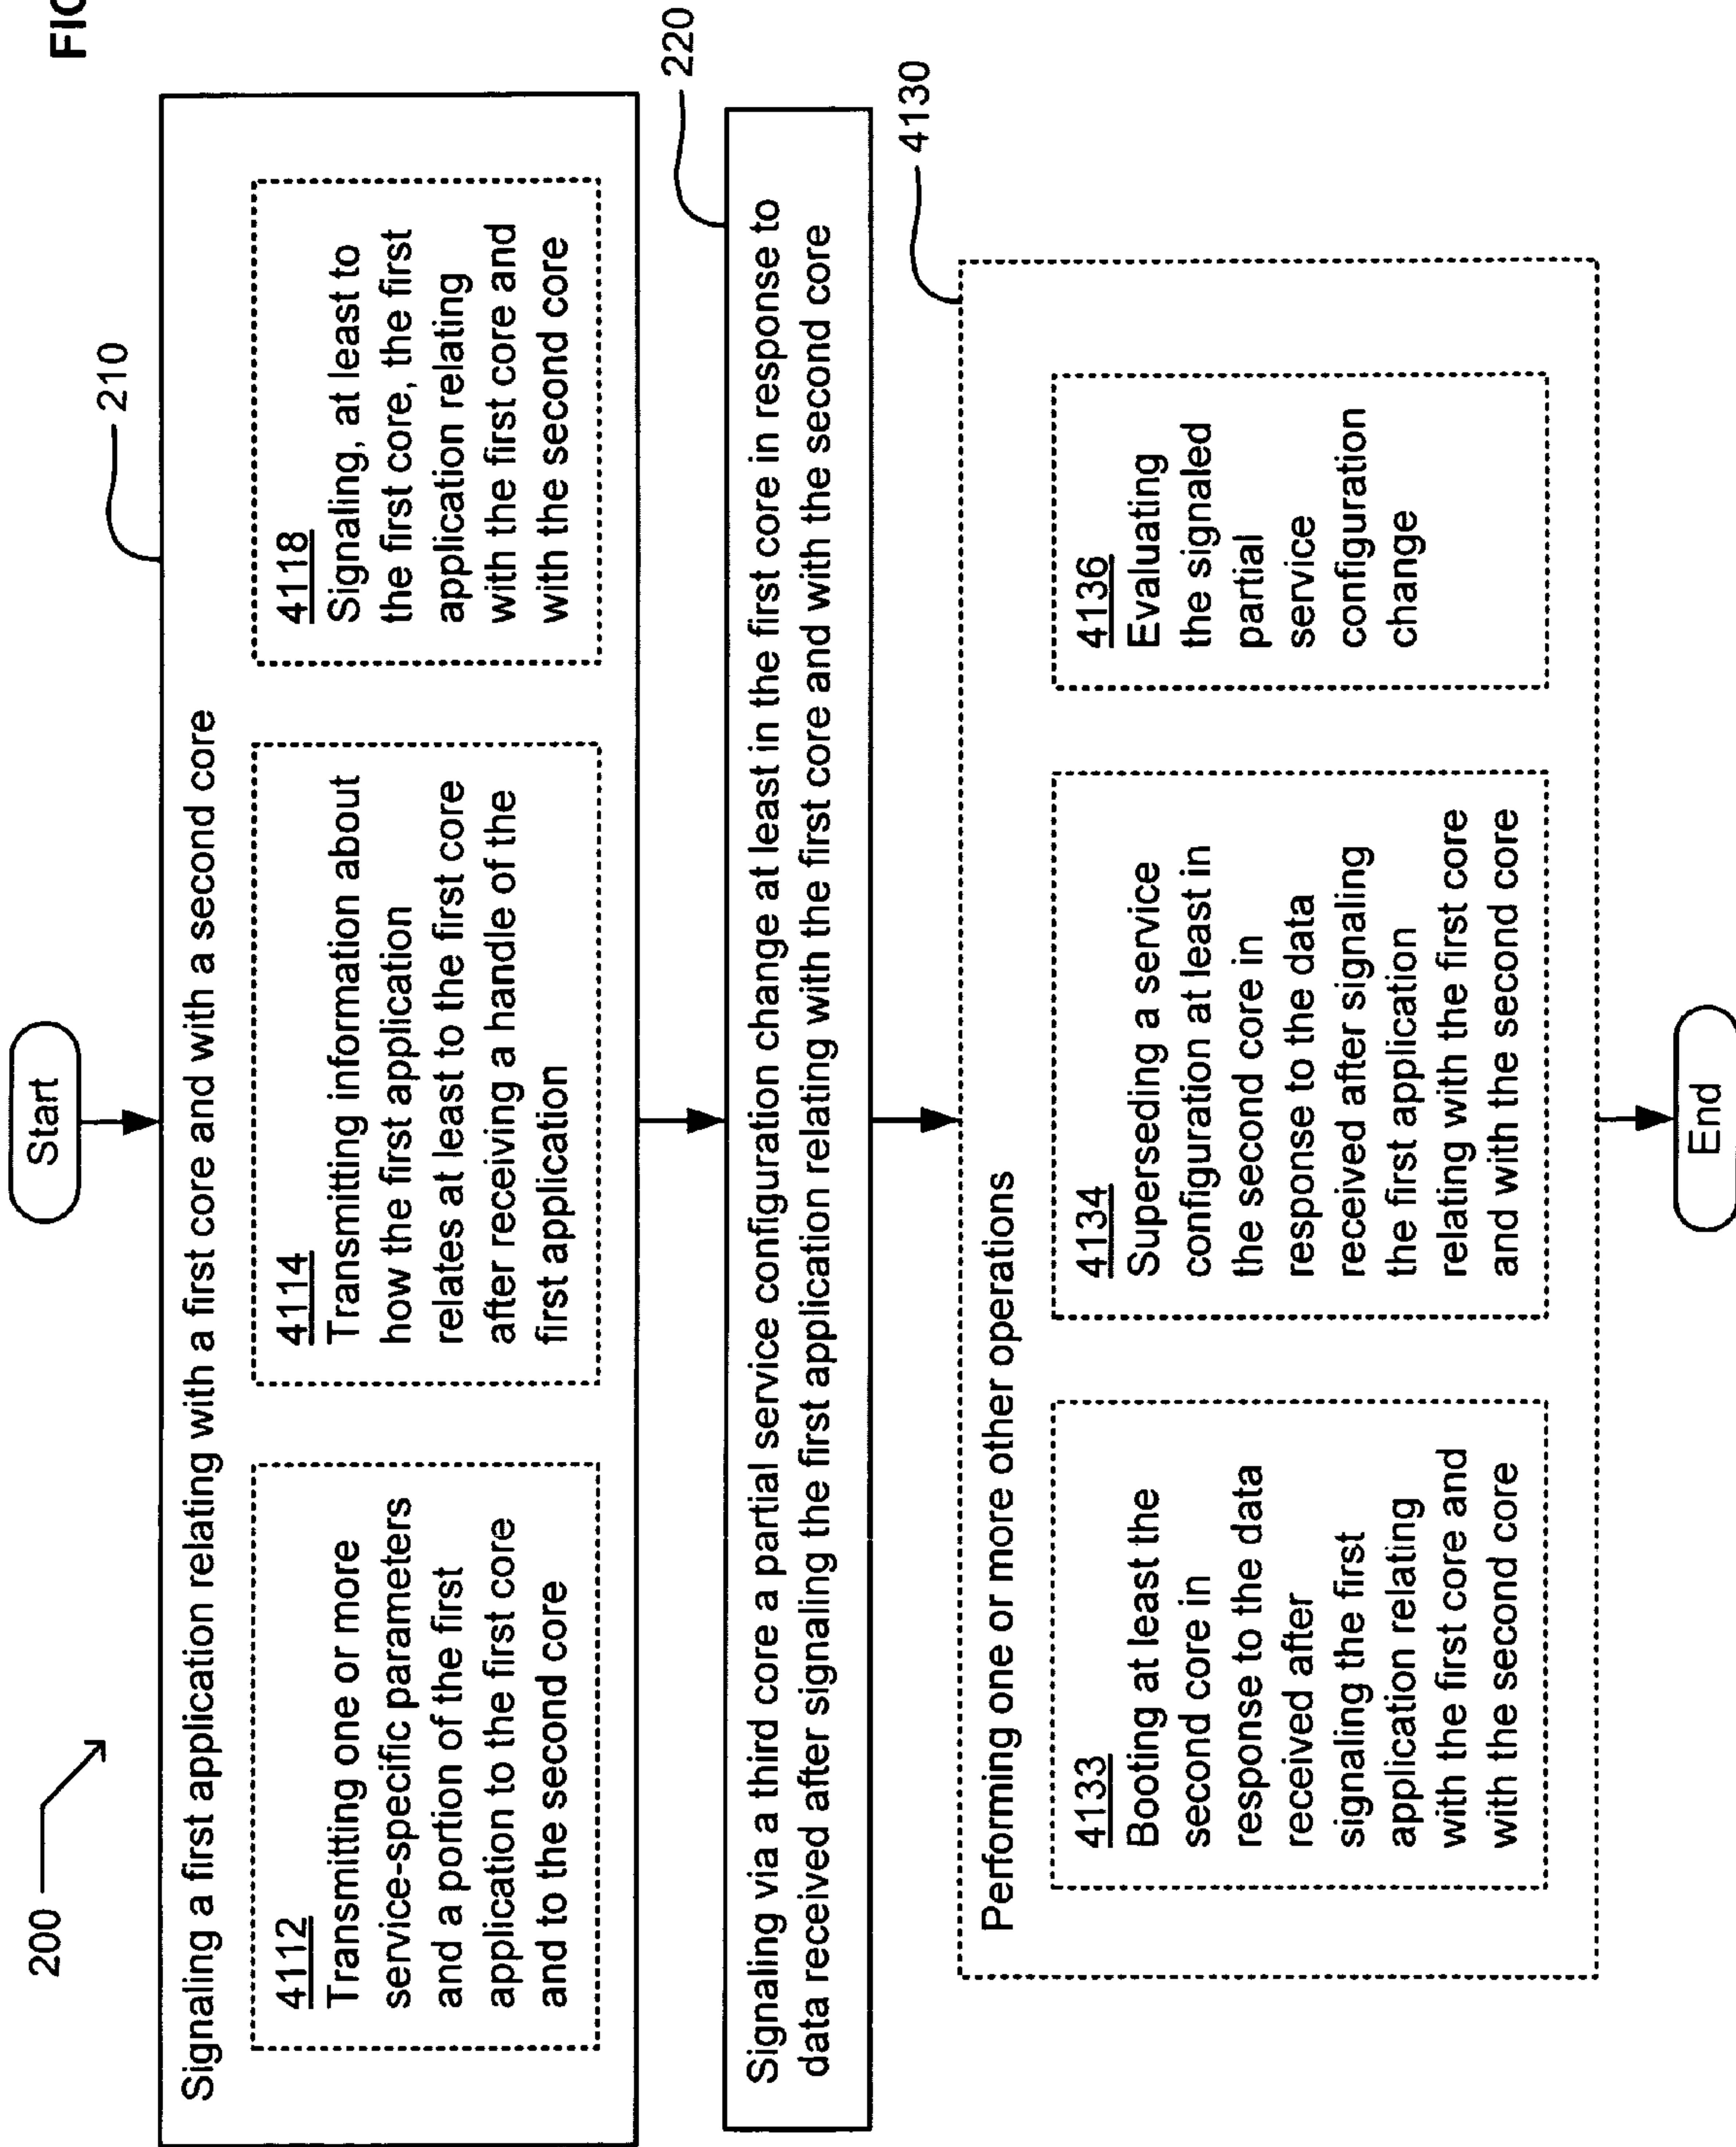 FIG
200
Start
210
Signaling a first application relating with a first core and with a second core
4112
Transmitting one or more
service-specific parameters
and a portion of the first
application to the first core
and to the second core
4114
Transmitting information about
how the first application
relates at least to the first core
after receiving a handle of the
first application
4118
Signaling, at least to
the first core, the first
application relating
with the first core and
with the second core
220
Signaling via a third core a partial service configuration change at least in the first core in response to
data received after signaling the first application relating with the first core and with the second core
4130
Performing one or more other operations
4133
Booting at least the
second core in
response to the data
received after
signaling the first
application relating
with the first core and
with the second core
4134
Superseding a service
configuration at least in
the second core in
response to the data
received after signaling
the first application
relating with the first core
and with the second core
4136
Evaluating
the signaled
partial
service
configuration
change
End